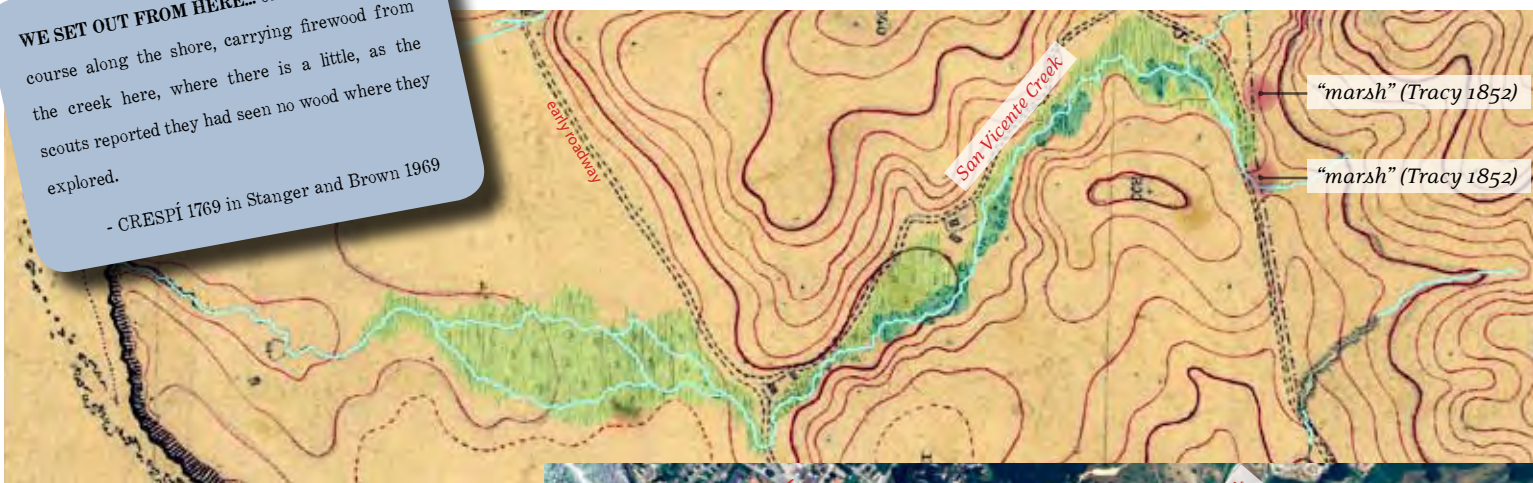 WE SET OUT FROM HERE...
course along the shore, carrying firewood from
the creek here, where there is a little, as the
scouts reported they had seen no wood where they
explored.
- CRESPÍ 1769 in Stanger and Brown 1969
early roadway
San Vicente Creek
“marsh” (Tracy 1852)
“marsh” (Tracy 1852)